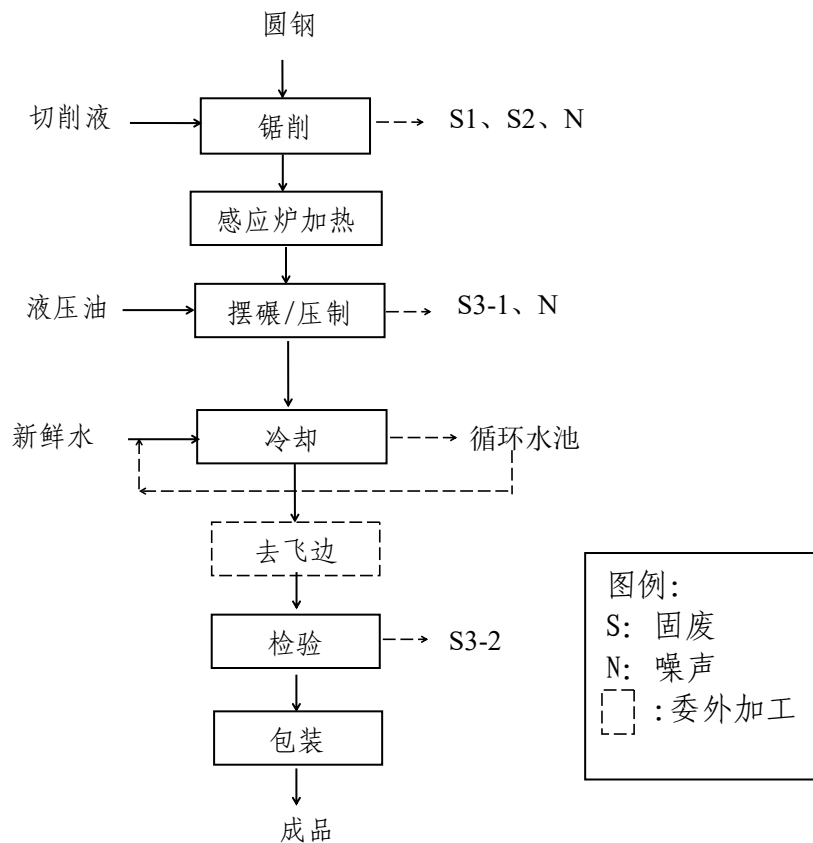 圆钢
切削液
锯削
S1、S2、N
感应炉加热
液压油
摆碾/压制
S3-1、N
新鲜水
冷却
循环水池
去飞边
检验
S3-2
包装
成品
图例:
S: 固废
N: 噪声
:委外加工